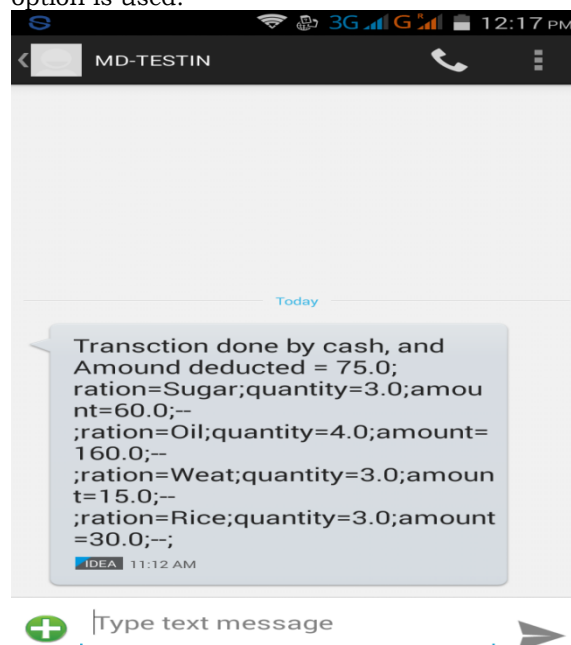 option is used.
3G G R 12:17 PM
MD-TESTIN
Today
Transction done by cash, and
Amound deducted = 75.0;
ration=Sugar;quantity=3.0;amou
nt=60.0;--
;ration=Oil;quantity=4.0;amount=
160.0;--
;ration=Weat;quantity=3.0;amoun
t=15.0;--
;ration=Rice;quantity=3.0;amount
=30.0;--;
IDEA 11:12 AM
Type text message